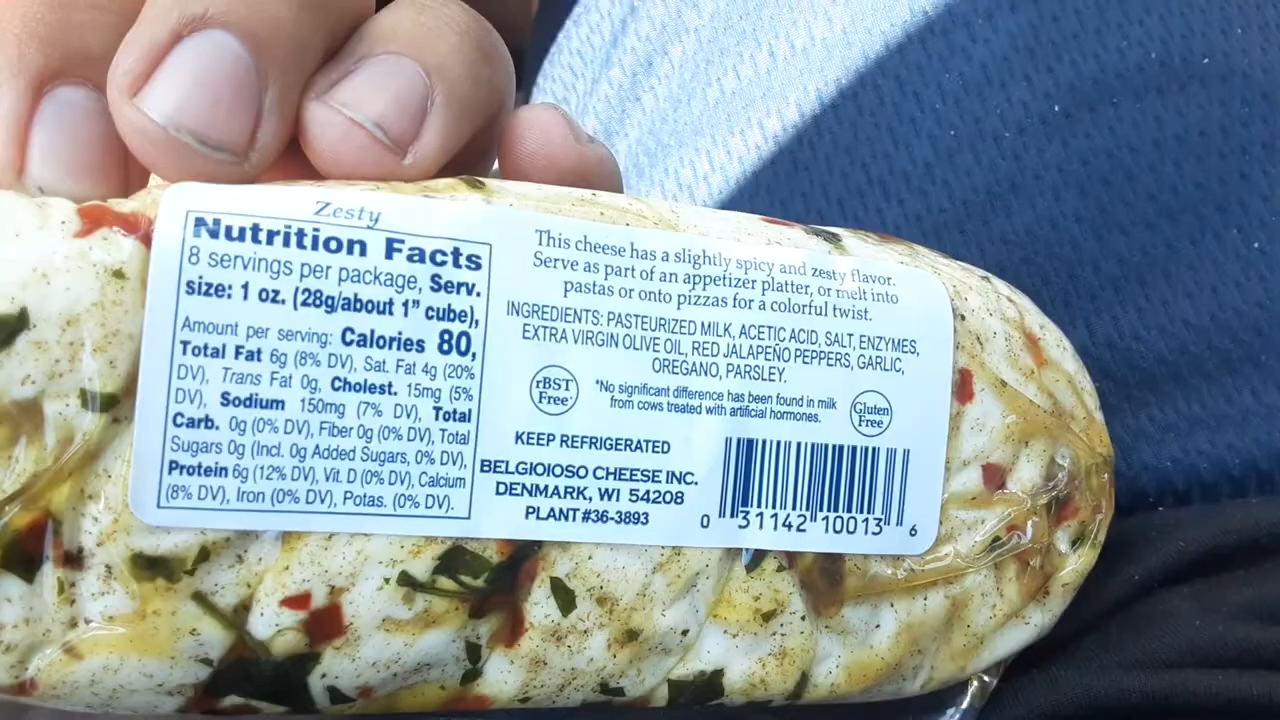 Zesty
Nutrition Facts
8 servings per package, Serv.
size: 1 oz. (28g/about 1" cube),
Amount per serving: Calories 80,
Total Fat 6g (8% DV), Sat. Fat 4g (20%
DV), Trans Fat 0g, Cholest. 15mg (5%
DV), Sodium 150mg (7% DV), Total
Carb. 0g (0% DV), Fiber 0g (0% DV), Total
Sugars 0g (Incl. 0g Added Sugars, 0% DV),
Protein 6g (12% DV), Vit. D (0% DV), Calcium
(8% DV), Iron (0% DV), Potas. (0% DV).
This cheese has a slightly spicy and zesty flavor.
Serve as part of an appetizer platter, or melt into
pastas or onto pizzas for a colorful twist.
INGREDIENTS: PASTEURIZED MILK, ACETIC ACID, SALT, ENZYMES,
EXTRA VIRGIN OLIVE OIL, RED JALAPEÑO PEPPERS, GARLIC,
OREGANO, PARSLEY.
rBST
Free*
*No significant difference has been found in milk
from cows treated with artificial hormones.
Gluten
Free
KEEP REFRIGERATED
BELGIOIOSO CHEESE INC.
DENMARK, WI 54208
PLANT #36-3893
0 31142 10013 6